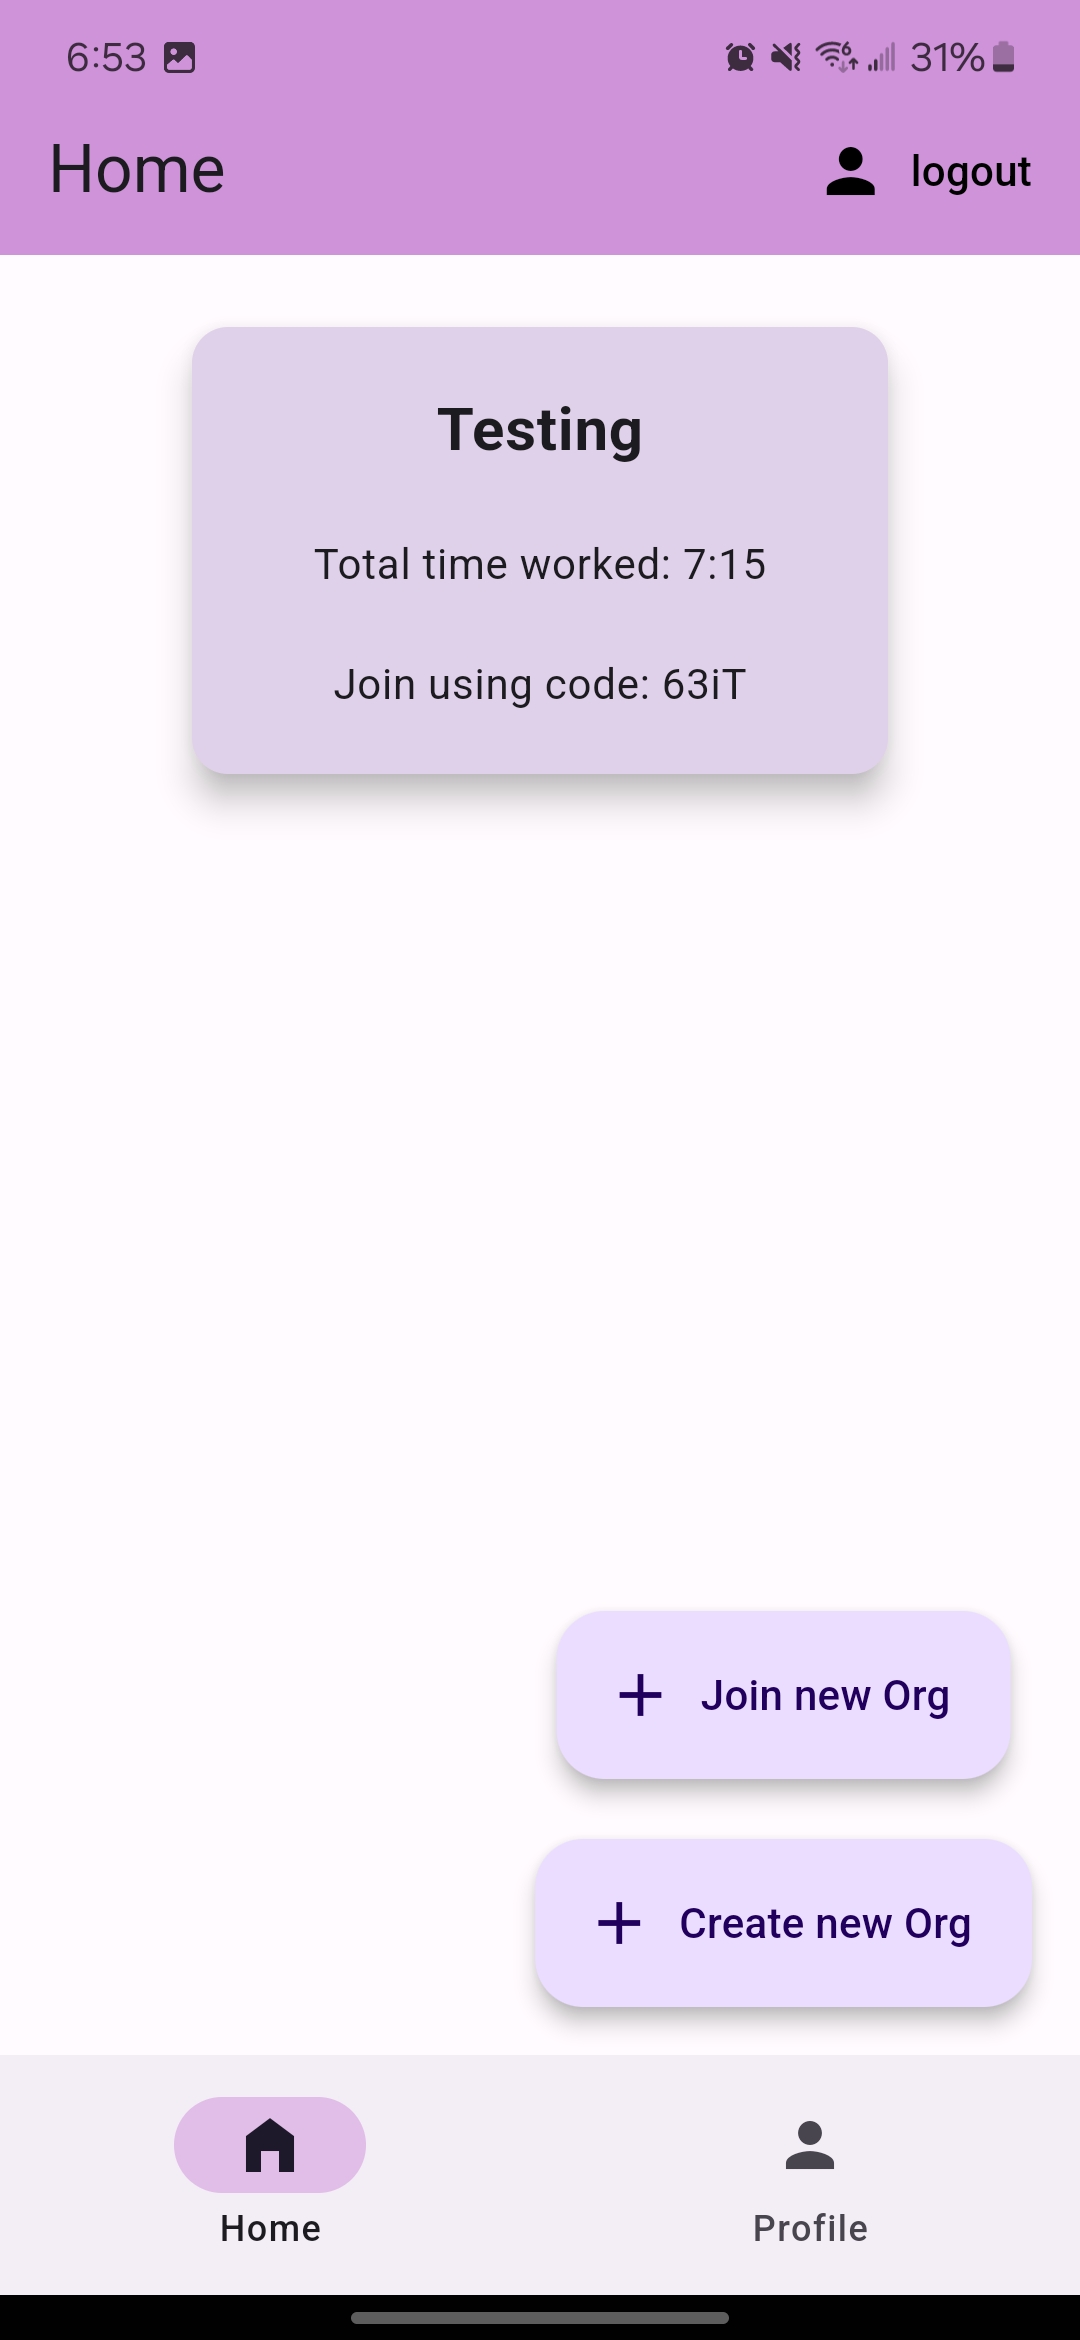 6:53
6 31%
Home
logout
Testing
Total time worked: 7:15
Join using code: 63iT
Join new Org
Create new Org
Home
Profile